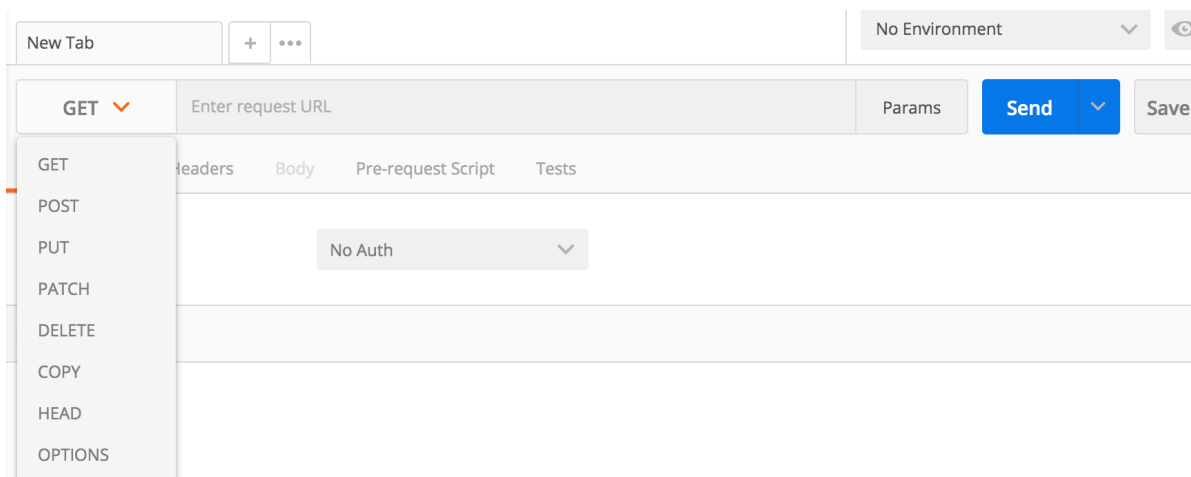 No Environment
New Tab
+ •••
GET Enter request URL Params Send Save
GET
Headers Body Pre-request Script Tests
POST
PUT
No Auth
PATCH
DELETE
COPY
HEAD
OPTIONS